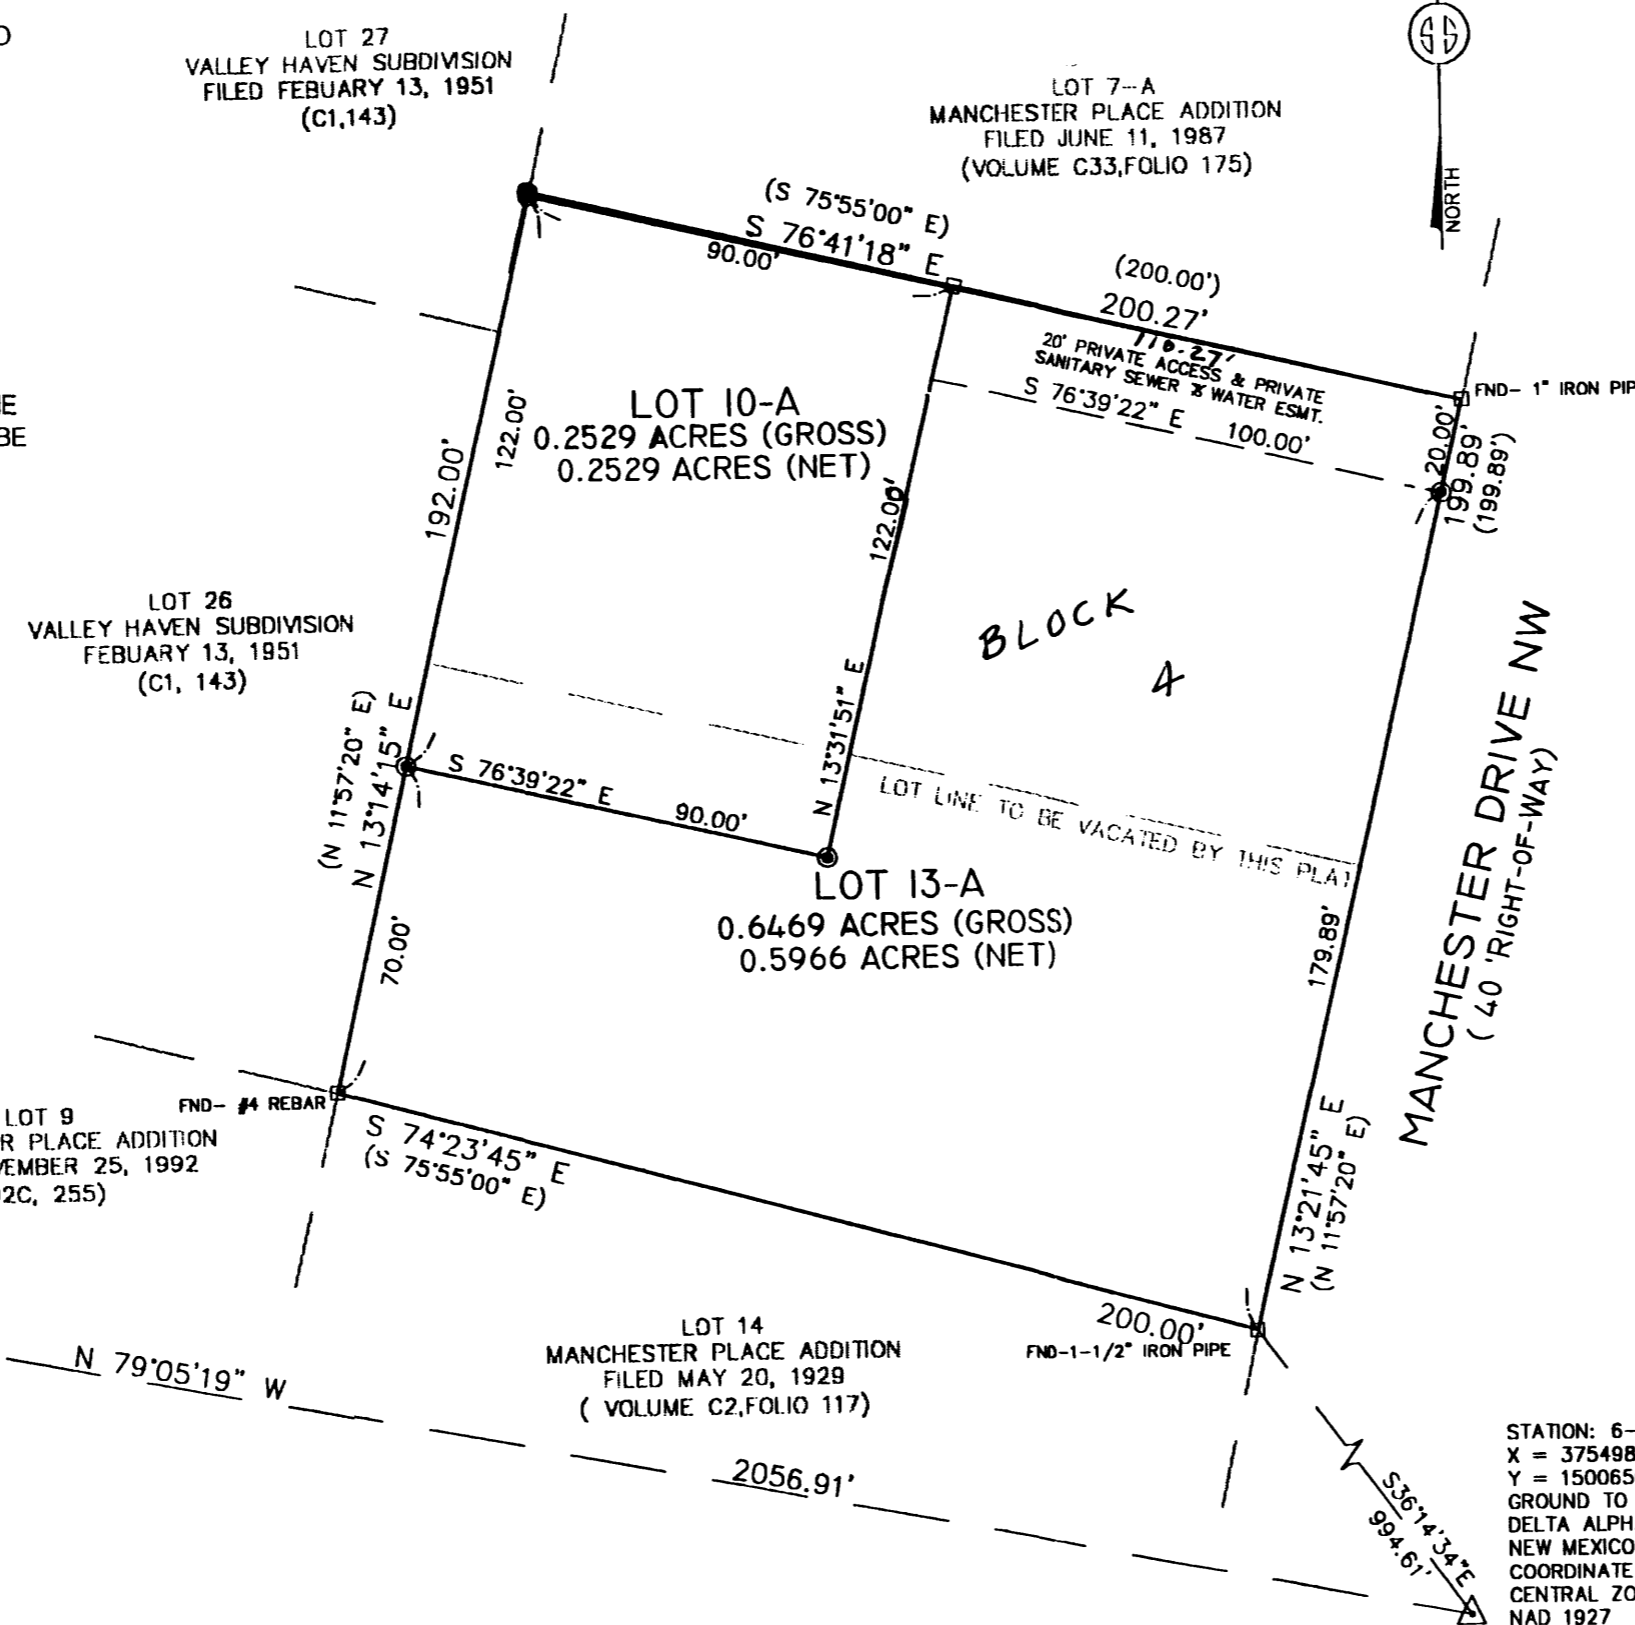 LOT 27
VALLEY HAVEN SUBDIVISION
FILED FEBUARY 13, 1951
(C1,143)
SS
NORTH
LOT 7-A
MANCHESTER PLACE ADDITION
FILED JUNE 11, 1987
(VOLUME C33,FOLIO 175)
(S 75°55'00" E)
S 76°41'18" E
90.00'
(200.00')
200.27'
110.27'
20' PRIVATE ACCESS & PRIVATE
SANITARY SEWER & WATER ESMT.
S 76°39'22" E 100.00'
FND- 1" IRON PIP
20.00'
199.89'
(199.89')
BE
LOT 10-A
0.2529 ACRES (GROSS)
0.2529 ACRES (NET)
122.00'
192.00'
122.00'
N 13°31'51" E
BLOCK
4
LOT 26
VALLEY HAVEN SUBDIVISION
FEBUARY 13, 1951
(C1, 143)
(N 11°57'20" E)
N 13°14'15" E
S 76°39'22" E
90.00'
LOT LINE TO BE VACATED BY THIS PLAT
LOT 13-A
0.6469 ACRES (GROSS)
0.5966 ACRES (NET)
70.00'
179.89'
MANCHESTER DRIVE NW
( 40 'RIGHT-OF-WAY)
N 13°21'45" E
(N 11°57'20" E)
FND- #4 REBAR
LOT 9
R PLACE ADDITION
EMBER 25, 1992
2C, 255)
S 74°23'45" E
(S 75°55'00" E)
200.00'
FND-1-1/2" IRON PIPE
LOT 14
MANCHESTER PLACE ADDITION
FILED MAY 20, 1929
( VOLUME C2,FOLIO 117)
N 79°05'19" W
2056.91'
S36°14'34"E
994.61'
STATION: 6-
X = 375498
Y = 150065
GROUND TO
DELTA ALPH
NEW MEXICO
COORDINATE
CENTRAL ZO
NAD 1927